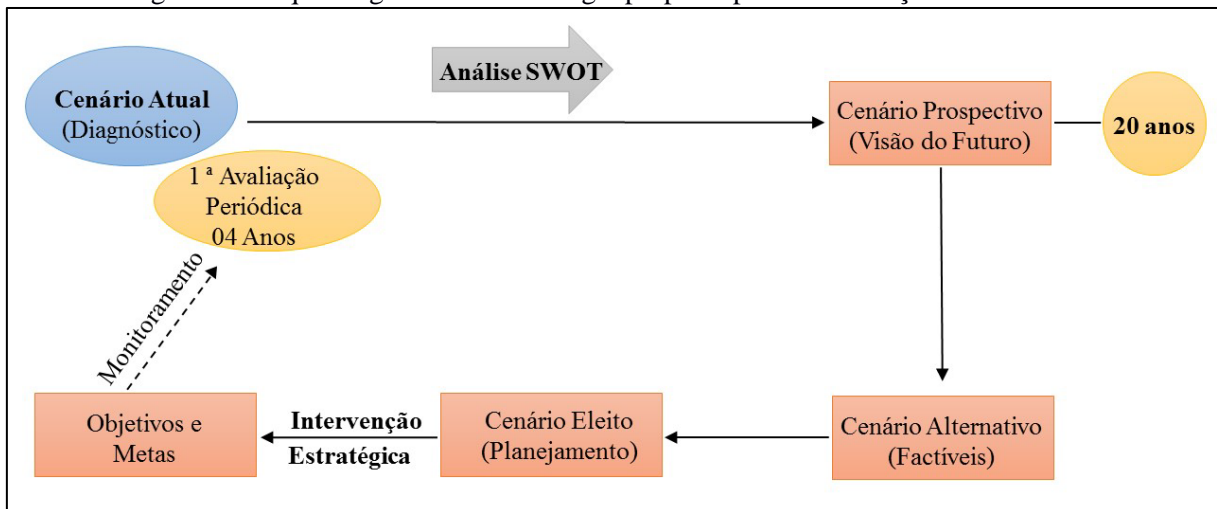 Análise SWOT
Cenário Atual
(Diagnóstico)
Cenário Prospectivo
(Visão do Futuro)
20 anos
1 ª Avaliação
Periódica
04 Anos
Monitoramento
Objetivos e
Metas
Intervenção
Estratégica
Cenário Eleito
(Planejamento)
Cenário Alternativo
(Factíveis)